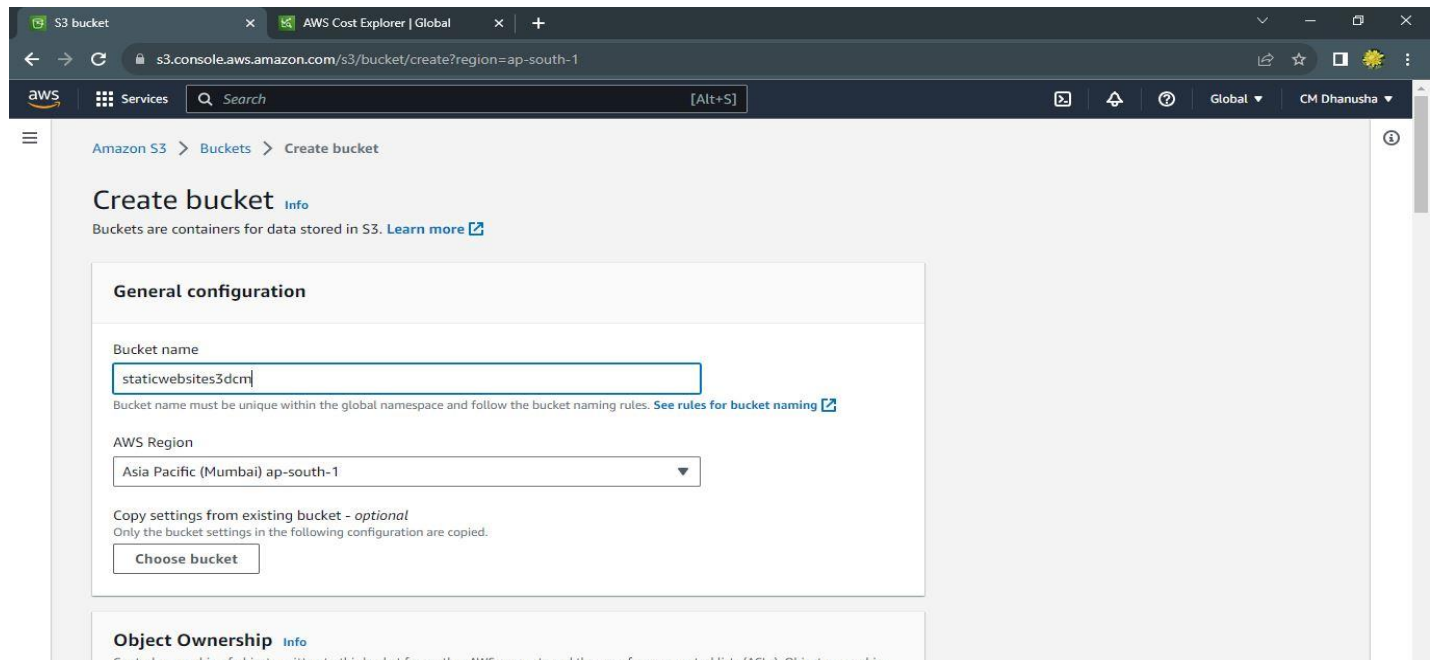 S3 bucket
AWS Cost Explorer | Global
s3.console.aws.amazon.com/s3/bucket/create?region=ap-south-1
aws
Services
Search
[Alt+S]
Global
CM Dhanusha
Amazon S3 > Buckets > Create bucket
Create bucket Info
Buckets are containers for data stored in S3. Learn more
General configuration
Bucket name
staticwebsites3dcm
Bucket name must be unique within the global namespace and follow the bucket naming rules. See rules for bucket naming
AWS Region
Asia Pacific (Mumbai) ap-south-1
Copy settings from existing bucket - optional
Only the bucket settings in the following configuration are copied.
Choose bucket
Object Ownership Info